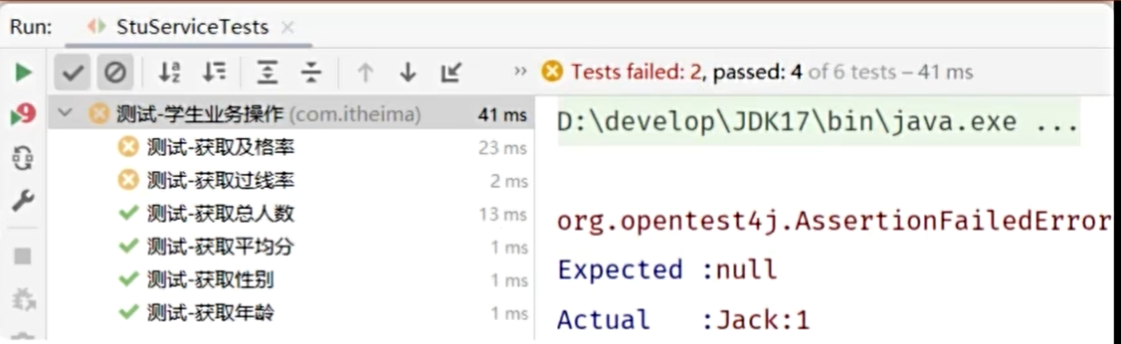 Run: StuServiceTests ×
Tests failed: 2, passed: 4 of 6 tests – 41 ms
测试-学生业务操作 (com.itheima) 41 ms
测试-获取及格率 23 ms
测试-获取过线率 2 ms
测试-获取总人数 13 ms
测试-获取平均分 1 ms
测试-获取性别 1 ms
测试-获取年龄 1 ms
D:\develop\JDK17\bin\java.exe ...
org.opentest4j.AssertionFailedError
Expected :null
Actual :Jack:1